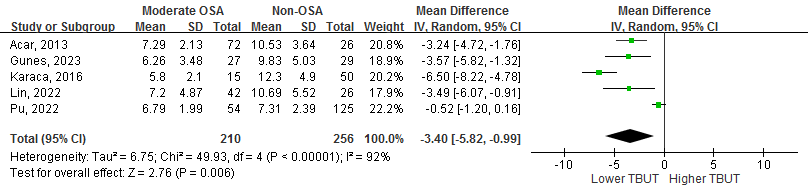 Moderate OSA Non-OSA Mean Difference Mean Difference
Study or Subgroup Mean SD Total Mean SD Total Weight IV, Random, 95% CI IV, Random, 95% CI
Acar, 2013 7.29 2.13 72 10.53 3.64 26 20.8% -3.24 [-4.72, -1.76]
Gunes, 2023 6.26 3.48 27 9.83 5.03 29 18.9% -3.57 [-5.82, -1.32]
Karaca, 2016 5.8 2.1 15 12.3 4.9 50 20.2% -6.50 [-8.22, -4.78]
Lin, 2022 7.2 4.87 42 10.69 5.52 26 17.9% -3.49 [-6.07, -0.91]
Pu, 2022 6.79 1.99 54 7.31 2.39 125 22.2% -0.52 [-1.20, 0.16]
Total (95% CI) 210 256 100.0% -3.40 [-5.82, -0.99]
Heterogeneity: Tau² = 6.75; Chi² = 49.93, df = 4 (P < 0.00001); I² = 92%
Test for overall effect: Z = 2.76 (P = 0.006)
-10 -5 0 5 10
Lower TBUT Higher TBUT